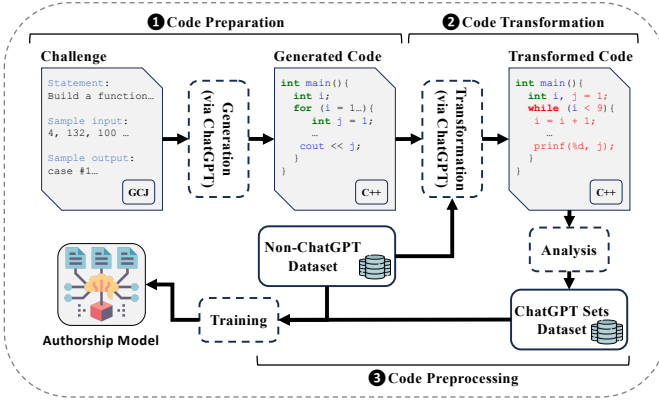 ❶ Code Preparation
❷ Code Transformation
Challenge
Statement:
Build a function…
Sample input:
4, 132, 100 …
Sample output:
case #1…
GCJ
Generation
(via ChatGPT)
Generated Code
int main(){
int i;
for (i = 1…){
int j = 1;
…
cout << j;
}
}
C++
Transformation
(via ChatGPT)
Transformed Code
int main(){
int i, j = 1;
while (i < 9){
i = i + 1;
…
prinf(%d, j);
}
}
C++
Non-ChatGPT
Dataset
Analysis
ChatGPT Sets
Dataset
Training
Authorship Model
❸ Code Preprocessing